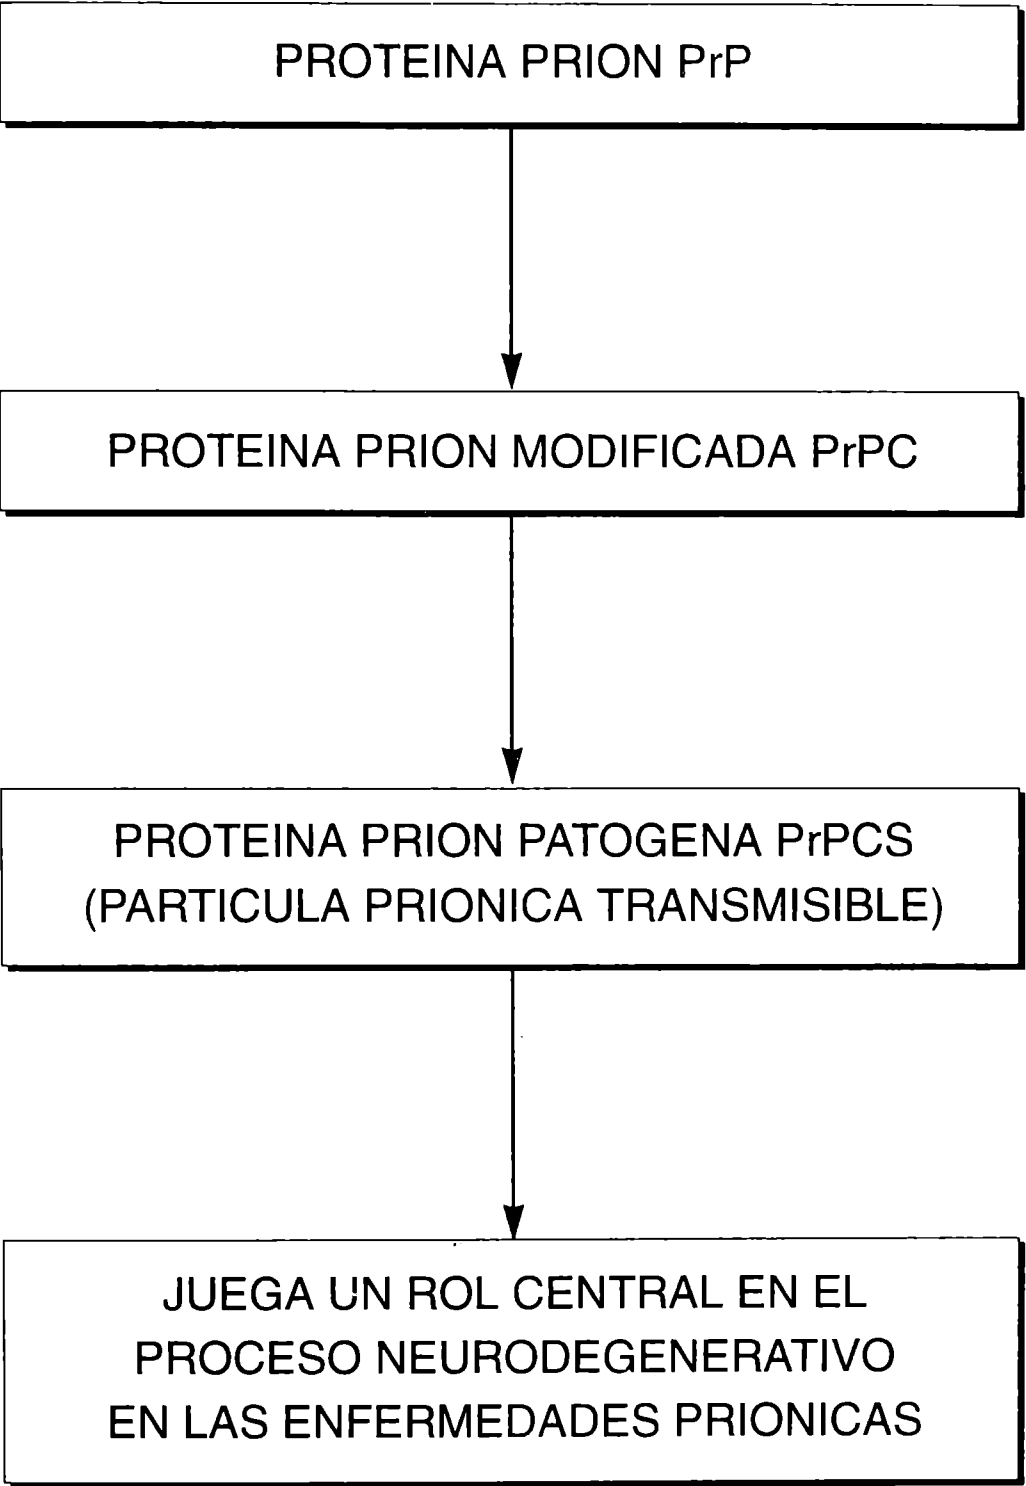 PROTEINA PRION PrP
PROTEINA PRION MODIFICADA PrPC
PROTEINA PRION PATOGENA PrPCS
(PARTICULA PRIONICA TRANSMISIBLE)
JUEGA UN ROL CENTRAL EN EL
PROCESO NEURODEGENERATIVO
EN LAS ENFERMEDADES PRIONICAS